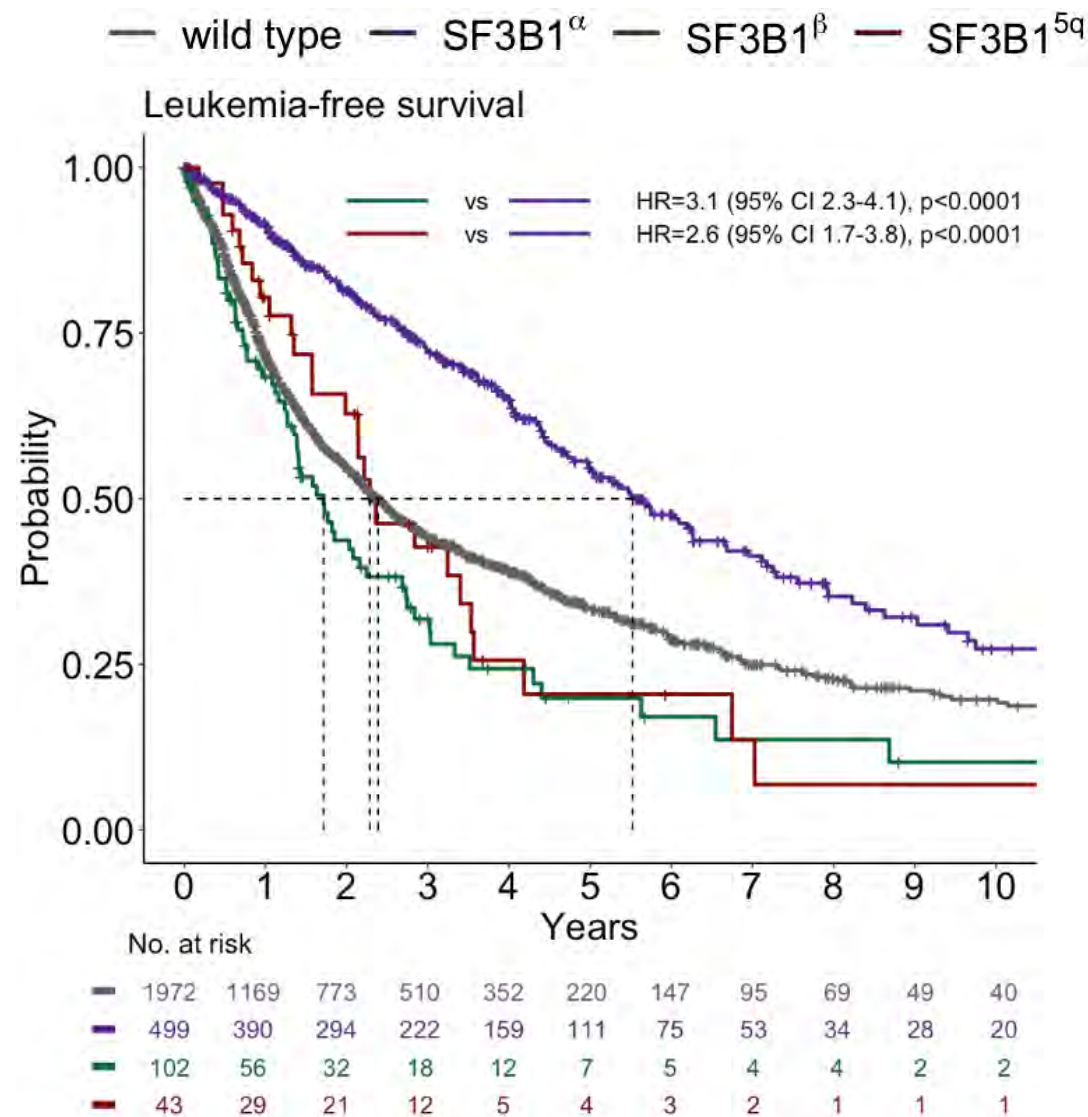 wild type SF3B1α SF3B1β SF3B15q
Leukemia-free survival
1.00
vs HR=3.1 (95% CI 2.3-4.1), p<0.0001
vs HR=2.6 (95% CI 1.7-3.8), p<0.0001
0.75
0.50
0.25
0.00
Probability
0 1 2 3 4 5 6 7 8 9 10
Years
No. at risk
1972 1169 773 510 352 220 147 95 69 49 40
499 390 294 222 159 111 75 53 34 28 20
102 56 32 18 12 7 5 4 4 2 2
43 29 21 12 5 4 3 2 1 1 1